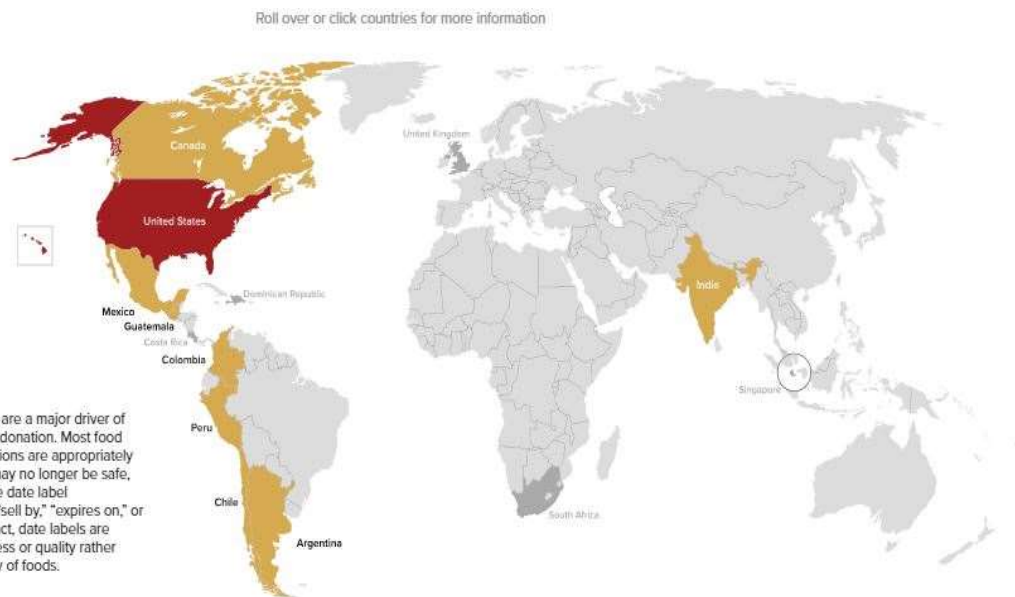 Roll over or click countries for more information
United Kingdom
Canada
United States
India
Dominican Republic
Mexico
Guatemala
Costa Rica
Colombia
Singapore
Peru
Chile
South Africa
Argentina
are a major driver of
donation. Most food
ions are appropriately
ay no longer be safe,
e date label
sell by,” “expires on,” or
ct, date labels are
ess or quality rather
y of foods.